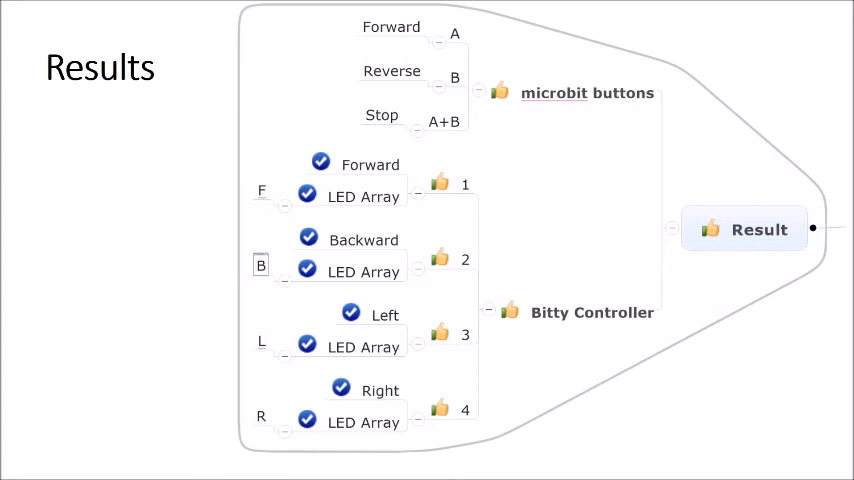 Results
Forward A
Reverse B
Stop A+B
microbit buttons
Forward
F LED Array 1
Backward
B LED Array 2
Left
L LED Array 3
Right
R LED Array 4
Bitty Controller
Result